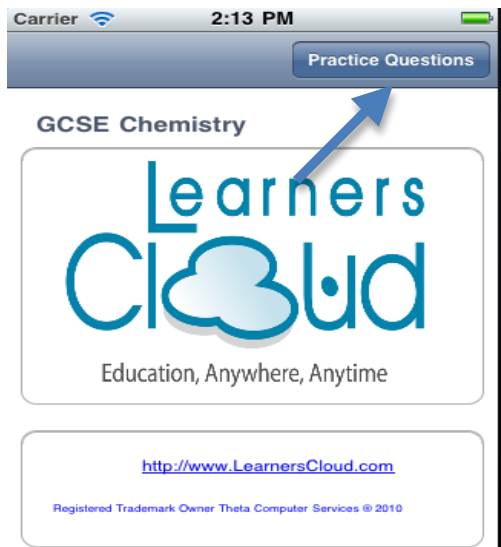 Carrier 2:13 PM
Practice Questions
GCSE Chemistry
Learners
Cloud
Education, Anywhere, Anytime
http://www.LearnersCloud.com
Registered Trademark Owner Theta Computer Services ® 2010